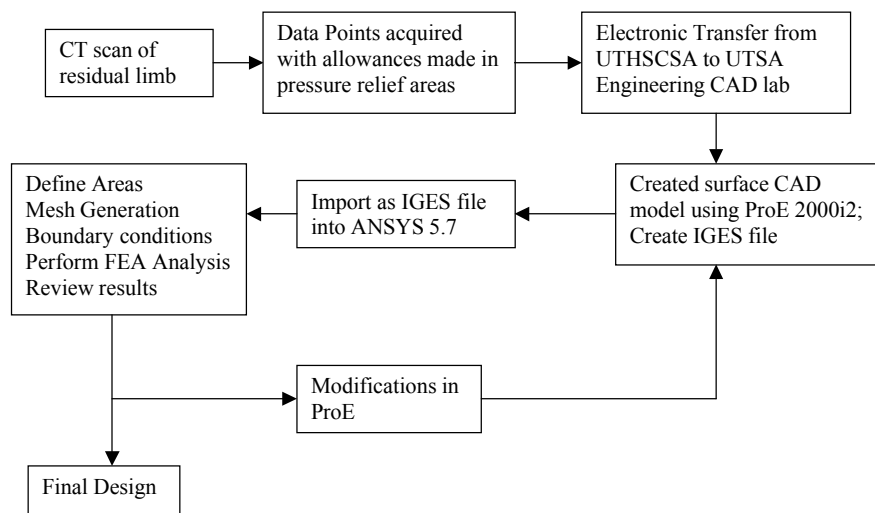 CT scan of
residual limb
Data Points acquired
with allowances made in
pressure relief areas
Electronic Transfer from
UTHSCSA to UTSA
Engineering CAD lab
Created surface CAD
model using ProE 2000i2;
Create IGES file
Import as IGES file
into ANSYS 5.7
Define Areas
Mesh Generation
Boundary conditions
Perform FEA Analysis
Review results
Modifications in
ProE
Final Design